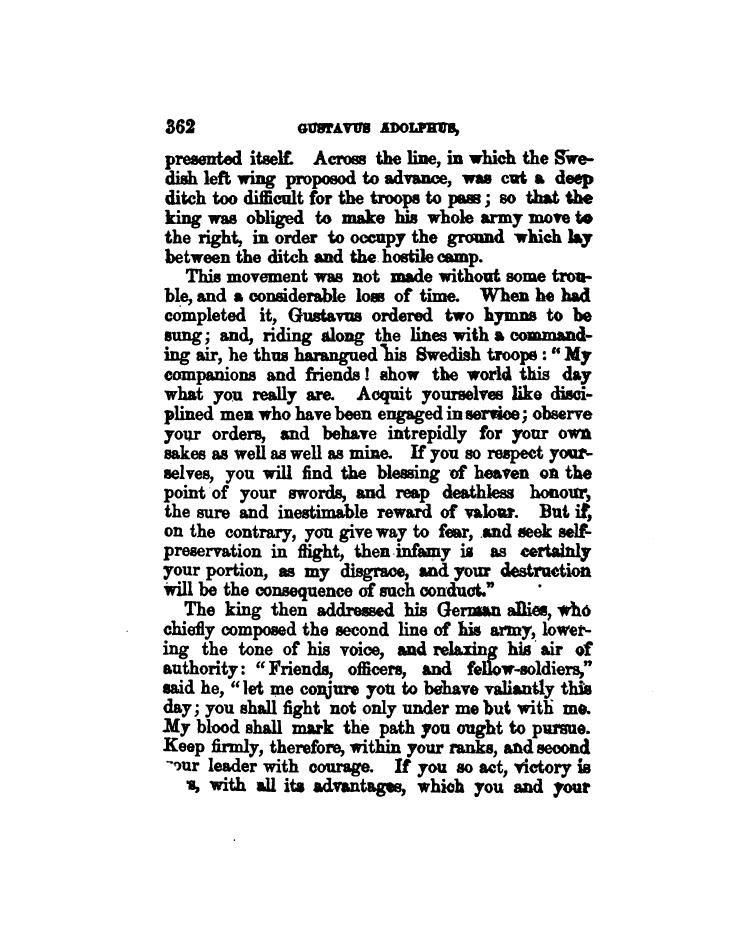 362 GUSTAVUS ADOLPHUS,
presented itself. Across the line, in which the Swe-
dish left wing proposod to advance, was cut a deep
ditch too difficult for the troops to pass; so that the
king was obliged to make his whole army move to
the right, in order to occupy the ground which lay
between the ditch and the hostile camp.
This movement was not made without some trou-
ble, and a considerable loss of time. When he had
completed it, Gustavus ordered two hymns to be
sung; and, riding along the lines with a command-
ing air, he thus harangued his Swedish troops: "My
companions and friends! show the world this day
what you really are. Acquit yourselves like disci-
plined men who have been engaged in service; observe
your orders, and behave intrepidly for your own
sakes as well as well as mine. If you so respect your-
selves, you will find the blessing of heaven on the
point of your swords, and reap deathless honour,
the sure and inestimable reward of valour. But if,
on the contrary, you give way to fear, and seek self-
preservation in flight, then infamy is as certainly
your portion, as my disgrace, and your destruction
will be the consequence of such conduct."
The king then addressed his German allies, who
chiefly composed the second line of his army, lower-
ing the tone of his voice, and relaxing his air of
authority: "Friends, officers, and fellow-soldiers,"
said he, "let me conjure you to behave valiantly this
day; you shall fight not only under me but with me.
My blood shall mark the path you ought to pursue.
Keep firmly, therefore, within your ranks, and second
our leader with courage. If you so act, victory is
s, with all its advantages, which you and your